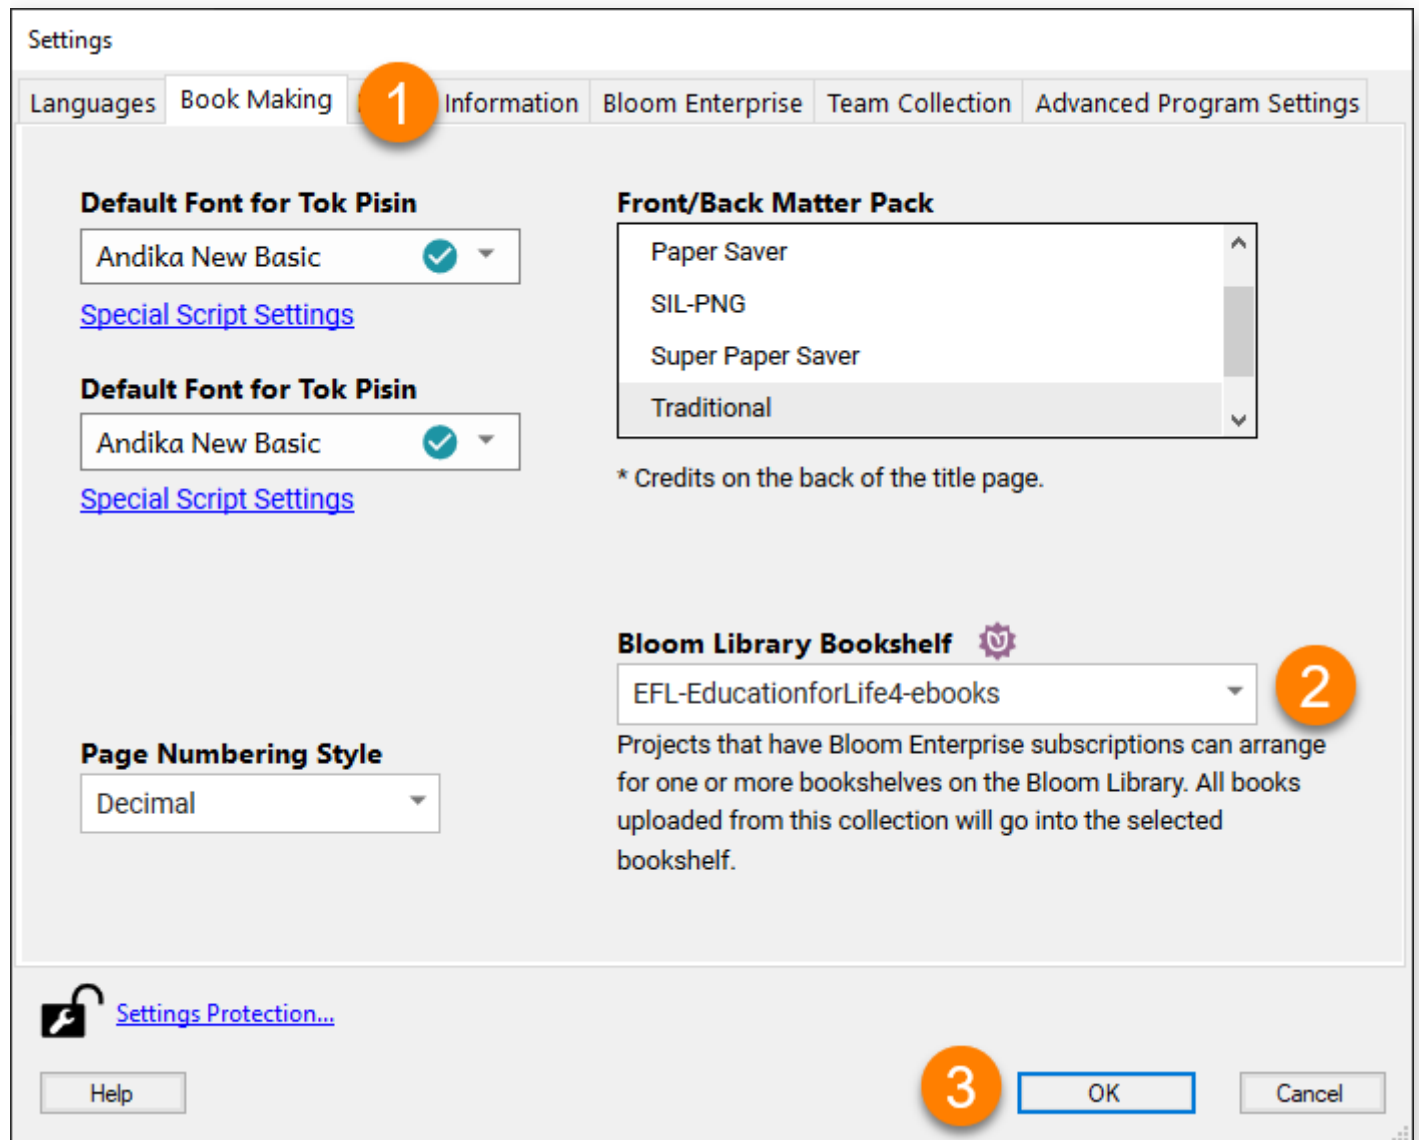 Settings
Languages Book Making 1 Information Bloom Enterprise Team Collection Advanced Program Settings
Default Font for Tok Pisin
Andika New Basic
Special Script Settings
Default Font for Tok Pisin
Andika New Basic
Special Script Settings
Page Numbering Style
Decimal
Front/Back Matter Pack
Paper Saver
SIL-PNG
Super Paper Saver
Traditional
* Credits on the back of the title page.
Bloom Library Bookshelf
EFL-EducationforLife4-ebooks 2
Projects that have Bloom Enterprise subscriptions can arrange
for one or more bookshelves on the Bloom Library. All books
uploaded from this collection will go into the selected
bookshelf.
Settings Protection...
Help 3 OK Cancel